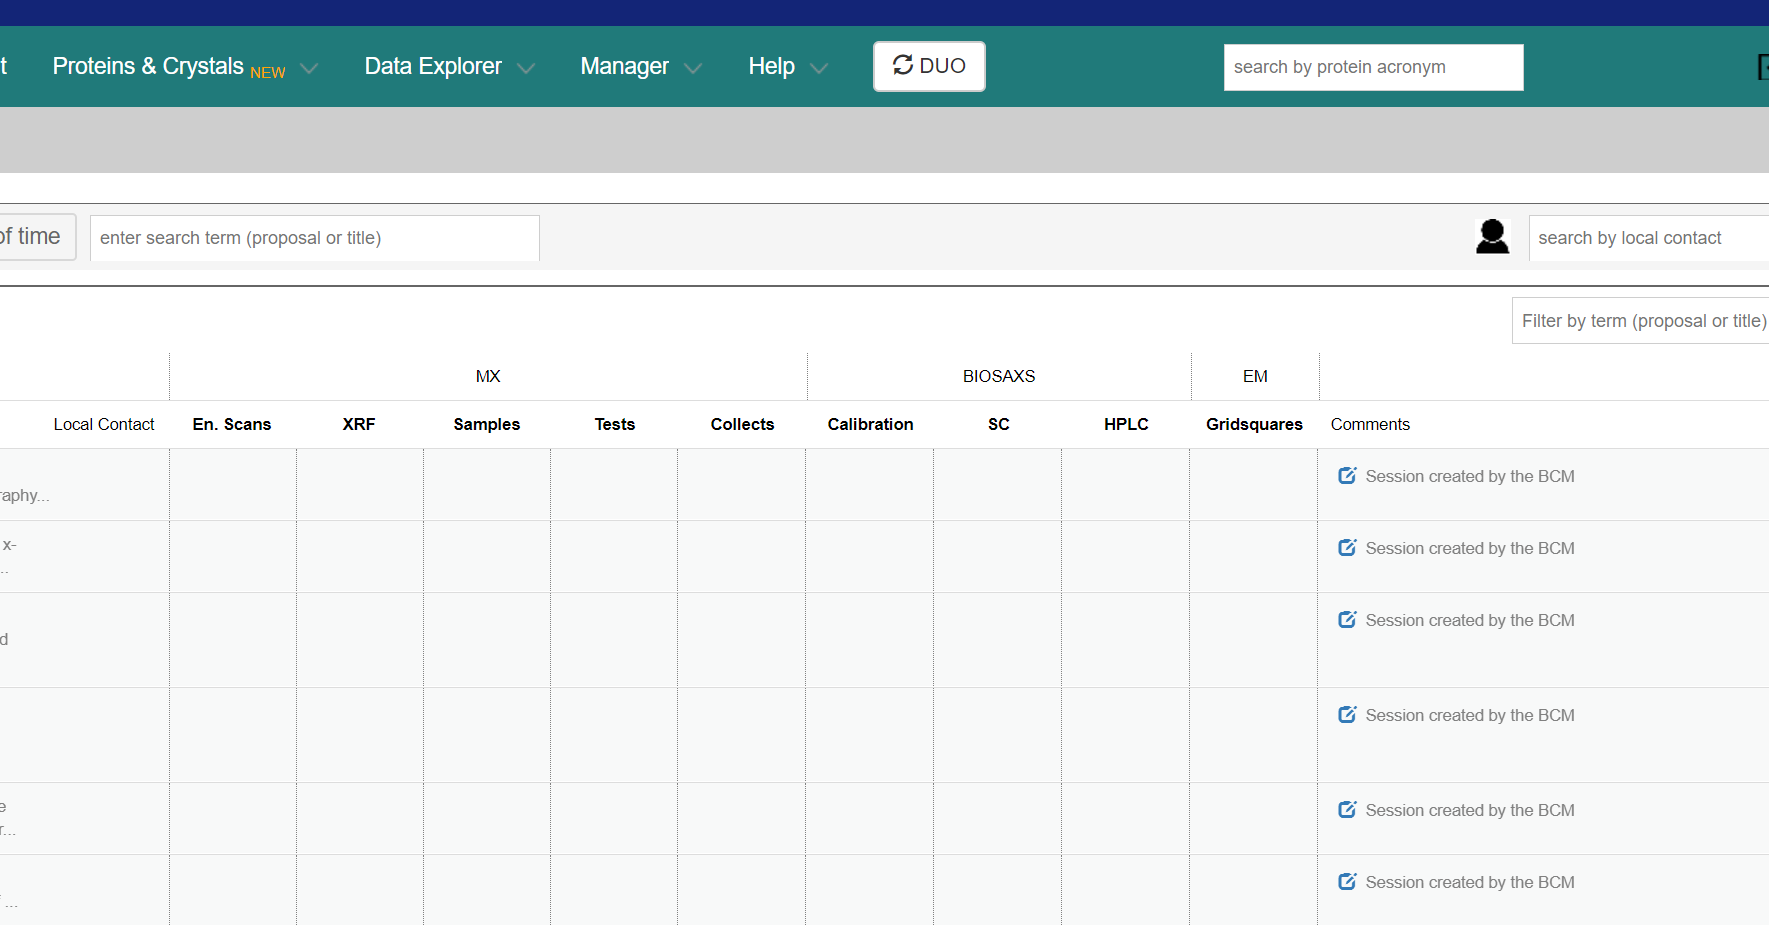 t Proteins & Crystals NEW Data Explorer Manager Help DUO search by protein acronym
of time enter search term (proposal or title) search by local contact
Filter by term (proposal or title)
MX BIOSAXS EM
Local Contact En. Scans XRF Samples Tests Collects Calibration SC HPLC Gridsquares Comments
Session created by the BCM
raphy...
x- Session created by the BCM
...
Session created by the BCM
d
Session created by the BCM
e Session created by the BCM
r...
Session created by the BCM
...